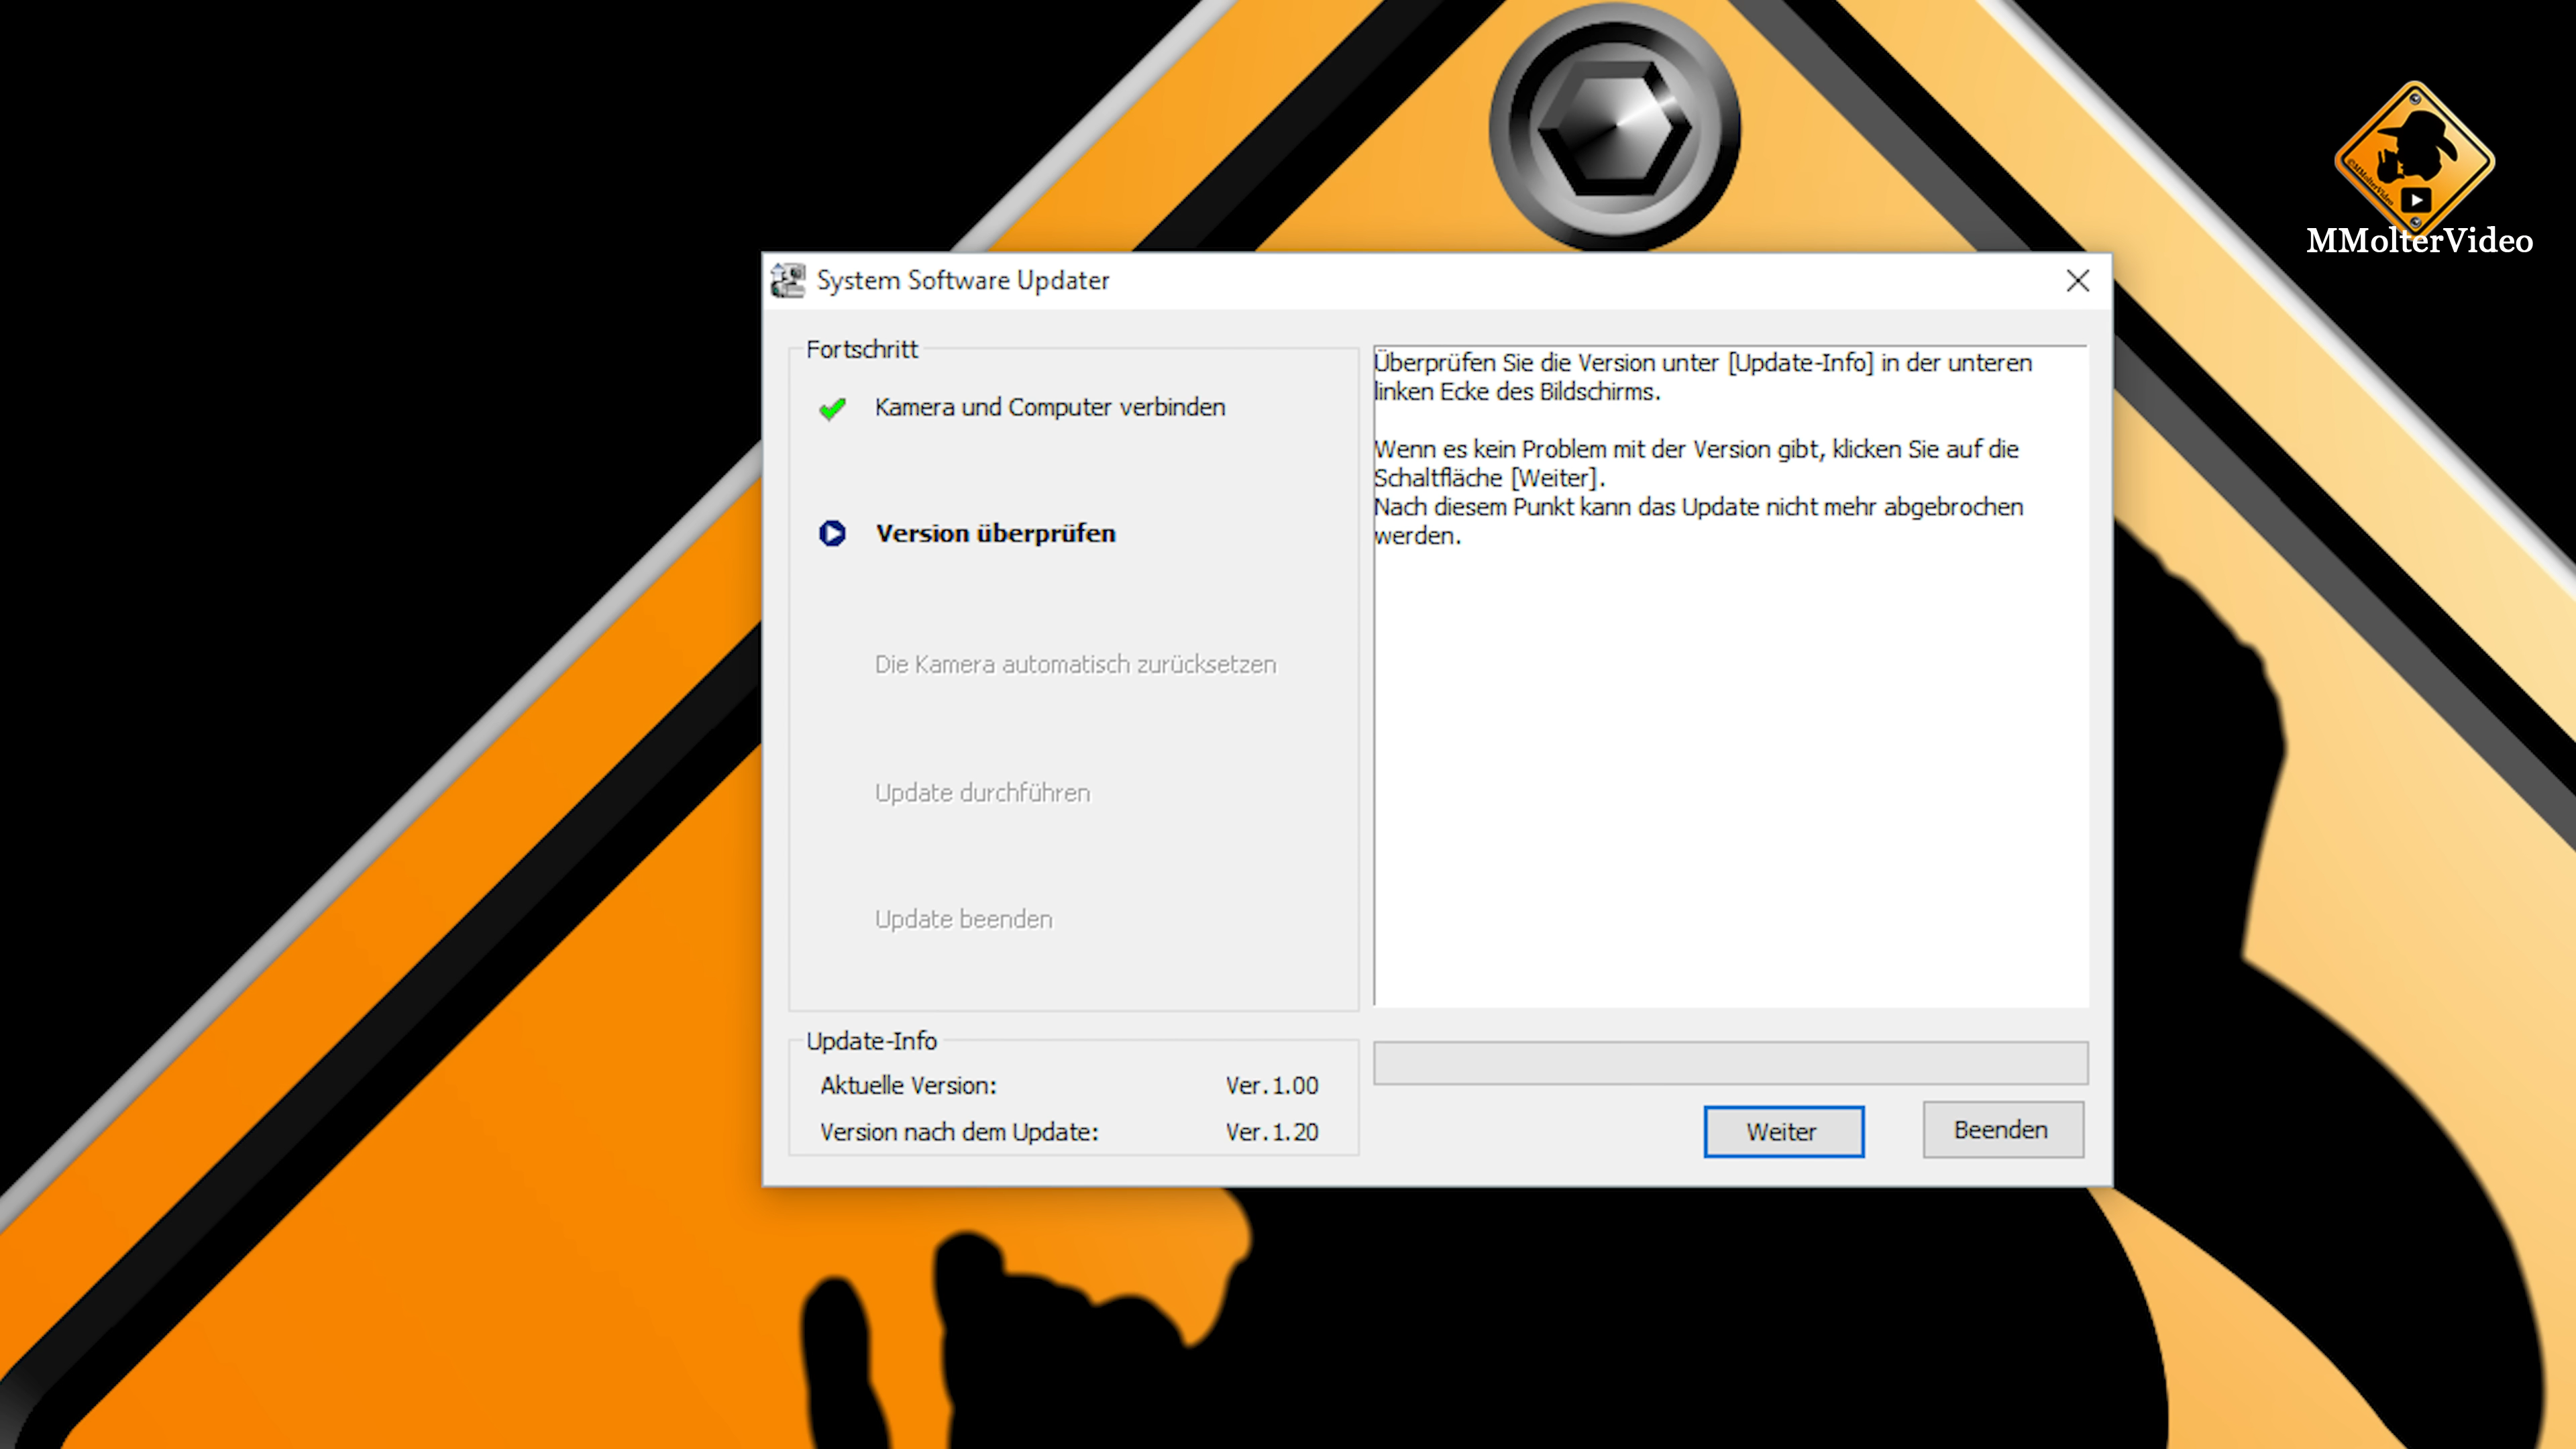 MMolterVideo
System Software Updater
Fortschritt
Kamera und Computer verbinden
Version überprüfen
Die Kamera automatisch zurücksetzen
Update durchführen
Update beenden
Überprüfen Sie die Version unter [Update-Info] in der unteren
linken Ecke des Bildschirms.
Wenn es kein Problem mit der Version gibt, klicken Sie auf die
Schaltfläche [Weiter].
Nach diesem Punkt kann das Update nicht mehr abgebrochen
werden.
Update-Info
Aktuelle Version: Ver.1.00
Version nach dem Update: Ver.1.20
Weiter
Beenden